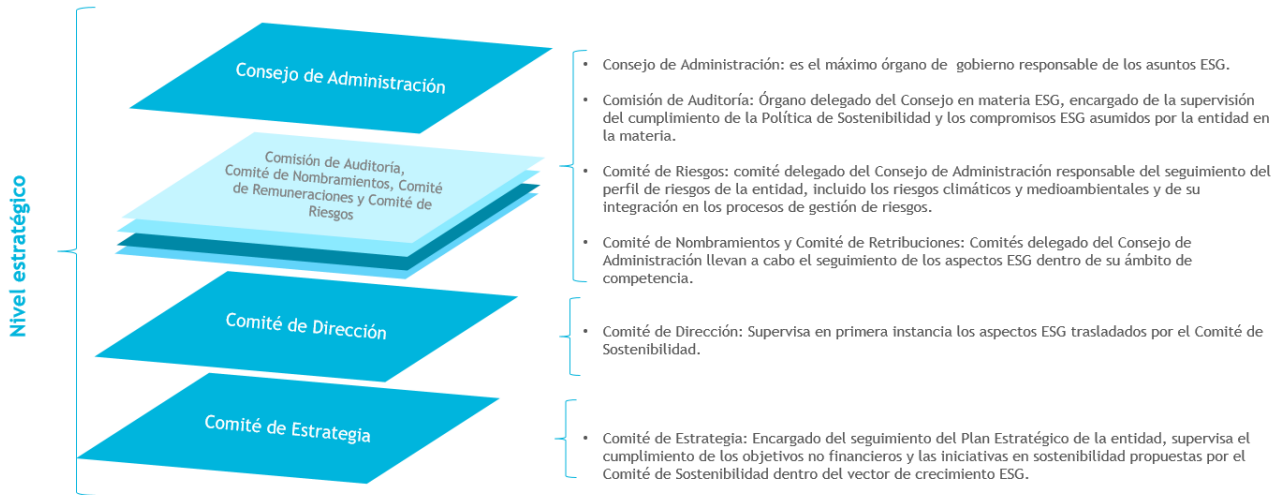 Nivel estratégico
Consejo de Administración
Comisión de Auditoría,
Comité de Nombramientos, Comité
de Remuneraciones y Comité de
Riesgos
Comité de Dirección
Comité de Estrategia
• Consejo de Administración: es el máximo órgano de gobierno responsable de los asuntos ESG.
• Comisión de Auditoría: Órgano delegado del Consejo en materia ESG, encargado de la supervisión
del cumplimiento de la Política de Sostenibilidad y los compromisos ESG asumidos por la entidad en
la materia.
• Comité de Riesgos: comité delegado del Consejo de Administración responsable del seguimiento del
perfil de riesgos de la entidad, incluido los riesgos climáticos y medioambientales y de su
integración en los procesos de gestión de riesgos.
• Comité de Nombramientos y Comité de Retribuciones: Comités delegado del Consejo de
Administración llevan a cabo el seguimiento de los aspectos ESG dentro de su ámbito de
competencia.
• Comité de Dirección: Supervisa en primera instancia los aspectos ESG trasladados por el Comité de
Sostenibilidad.
• Comité de Estrategia: Encargado del seguimiento del Plan Estratégico de la entidad, supervisa el
cumplimiento de los objetivos no financieros y las iniciativas en sostenibilidad propuestas por el
Comité de Sostenibilidad dentro del vector de crecimiento ESG.